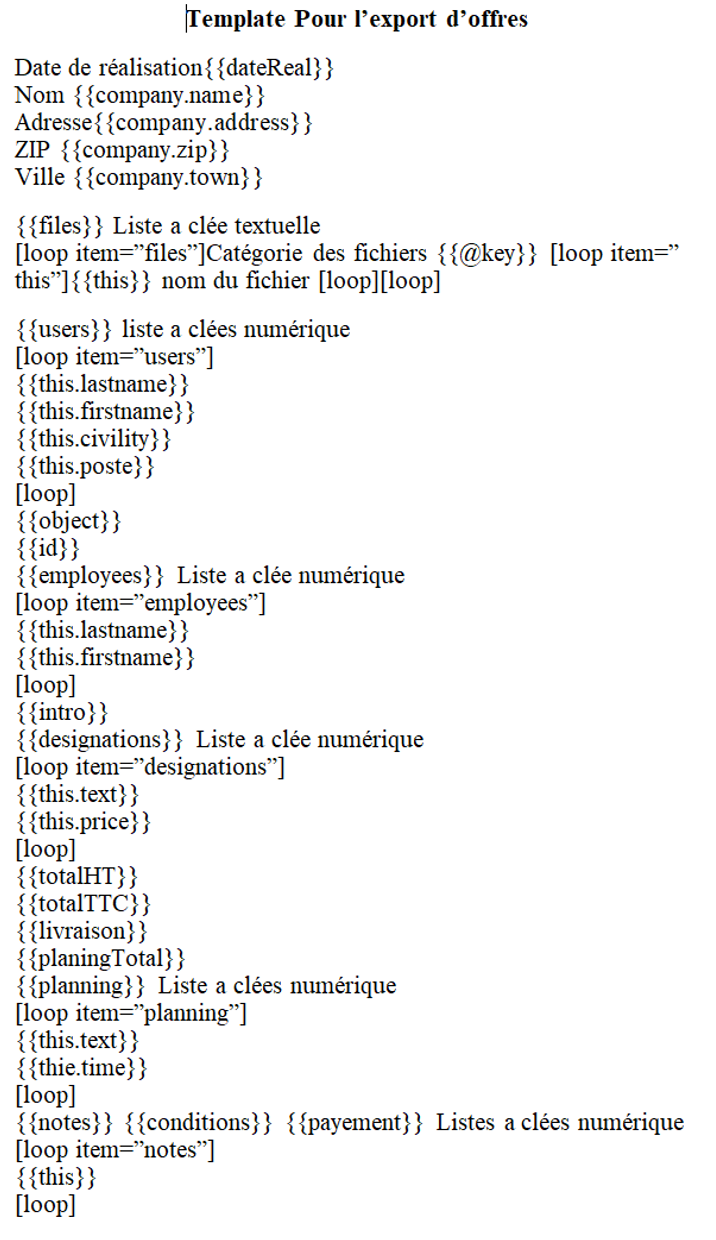 Template Pour l’export d’offres
Date de réalisation{{dateReal}}
Nom {{company.name}}
Adresse{{company.address}}
ZIP {{company.zip}}
Ville {{company.town}}
{{files}} Liste a clée textuelle
[loop item=”files”]Catégorie des fichiers {{@key}} [loop item=”
this”]{{this}} nom du fichier [loop][loop]
{{users}} liste a clées numérique
[loop item=”users”]
{{this.lastname}}
{{this.firstname}}
{{this.civility}}
{{this.poste}}
[loop]
{{object}}
{{id}}
{{employees}} Liste a clée numérique
[loop item=”employees”]
{{this.lastname}}
{{this.firstname}}
[loop]
{{intro}}
{{designations}} Liste a clée numérique
[loop item=”designations”]
{{this.text}}
{{this.price}}
[loop]
{{totalHT}}
{{totalTTC}}
{{livraison}}
{{planingTotal}}
{{planning}} Liste a clées numérique
[loop item=”planning”]
{{this.text}}
{{thie.time}}
[loop]
{{notes}} {{conditions}} {{payement}} Listes a clées numérique
[loop item=”notes”]
{{this}}
[loop]